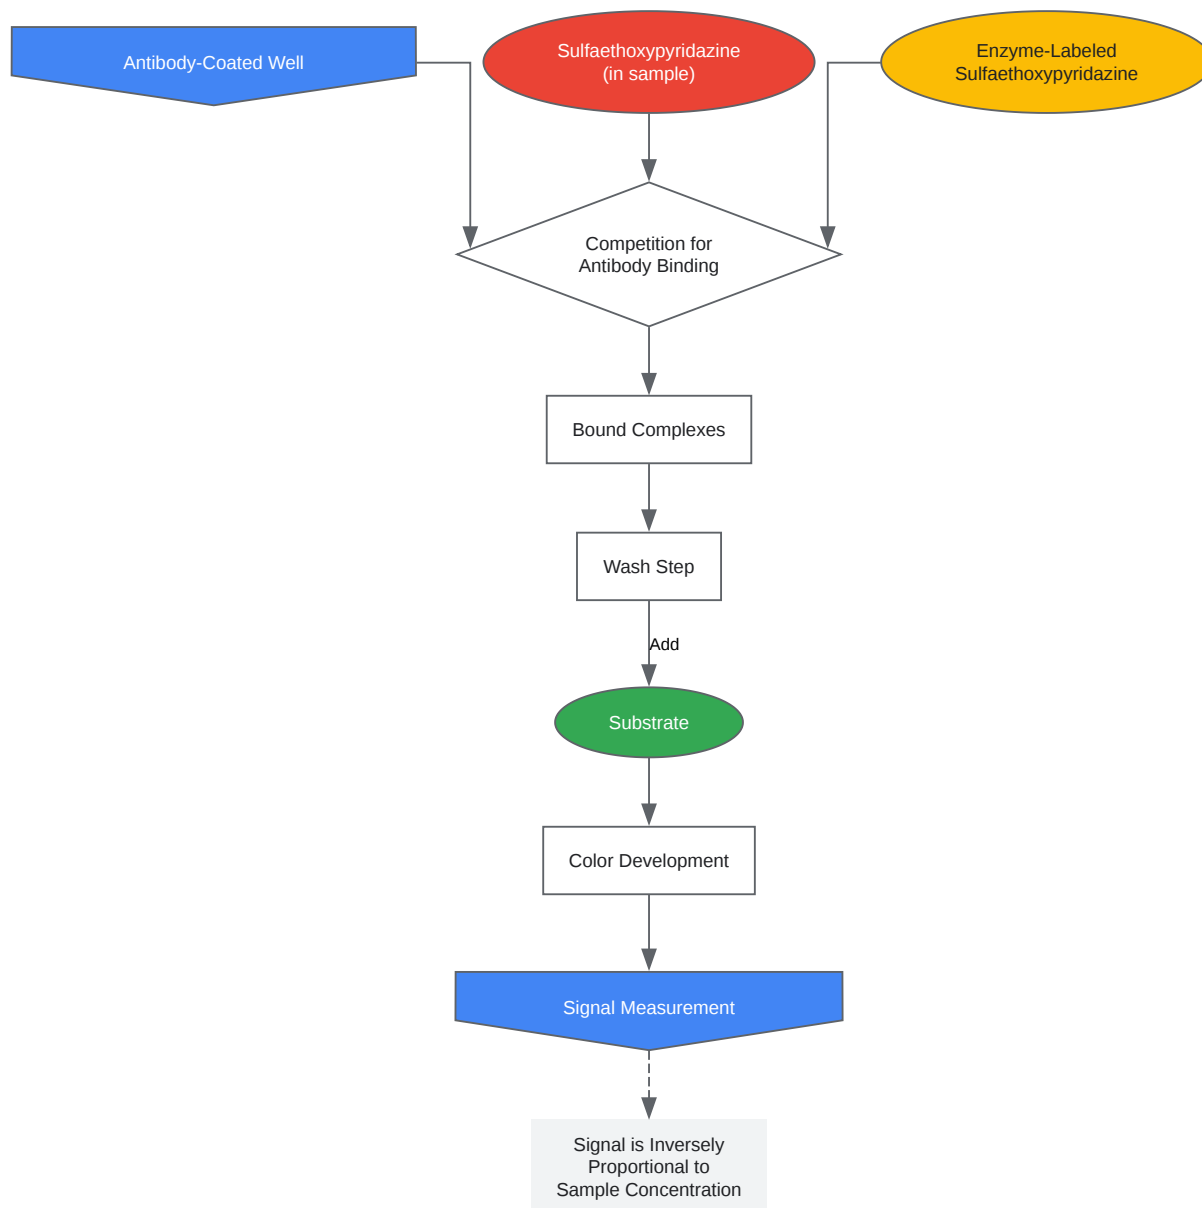 Antibody-Coated Well
Sulfaethoxypyridazine
(in sample)
Enzyme-Labeled
Sulfaethoxypyridazine
Competition for
Antibody Binding
Bound Complexes
Wash Step
Add
Substrate
Color Development
Signal Measurement
Signal is Inversely
Proportional to
Sample Concentration